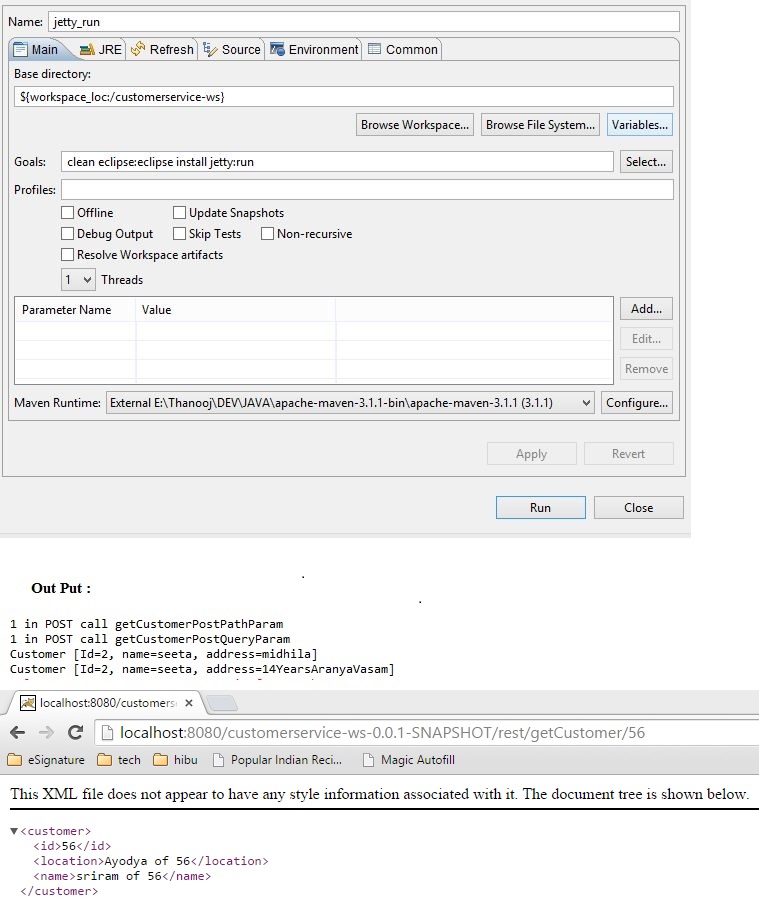 Name: jetty_run
Main JRE Refresh Source Environment Common
Base directory:
${workspace_loc:/customerservice-ws}
Browse Workspace... Browse File System... Variables...
Goals: clean eclipse:eclipse install jetty:run Select...
Profiles:
Offline Update Snapshots
Debug Output Skip Tests Non-recursive
Resolve Workspace artifacts
1 Threads
Parameter Name Value Add...
Edit...
Remove
Maven Runtime: External E:\Thanooj\DEV\JAVA\apache-maven-3.1.1-bin\apache-maven-3.1.1 (3.1.1) Configure...
Apply Revert
Run Close
Out Put :
1 in POST call getCustomerPostPathParam
1 in POST call getCustomerPostQueryParam
Customer [Id=2, name=seeta, address=midhila]
Customer [Id=2, name=seeta, address=14YearsAranyaVasam]
localhost:8080/customers
localhost:8080/customerservice-ws-0.0.1-SNAPSHOT/rest/getCustomer/56
eSignature tech hibu Popular Indian Reci... Magic Autofill
This XML file does not appear to have any style information associated with it. The document tree is shown below.
<customer>
<id>56</id>
<location>Ayodya of 56</location>
<name>sriram of 56</name>
</customer>